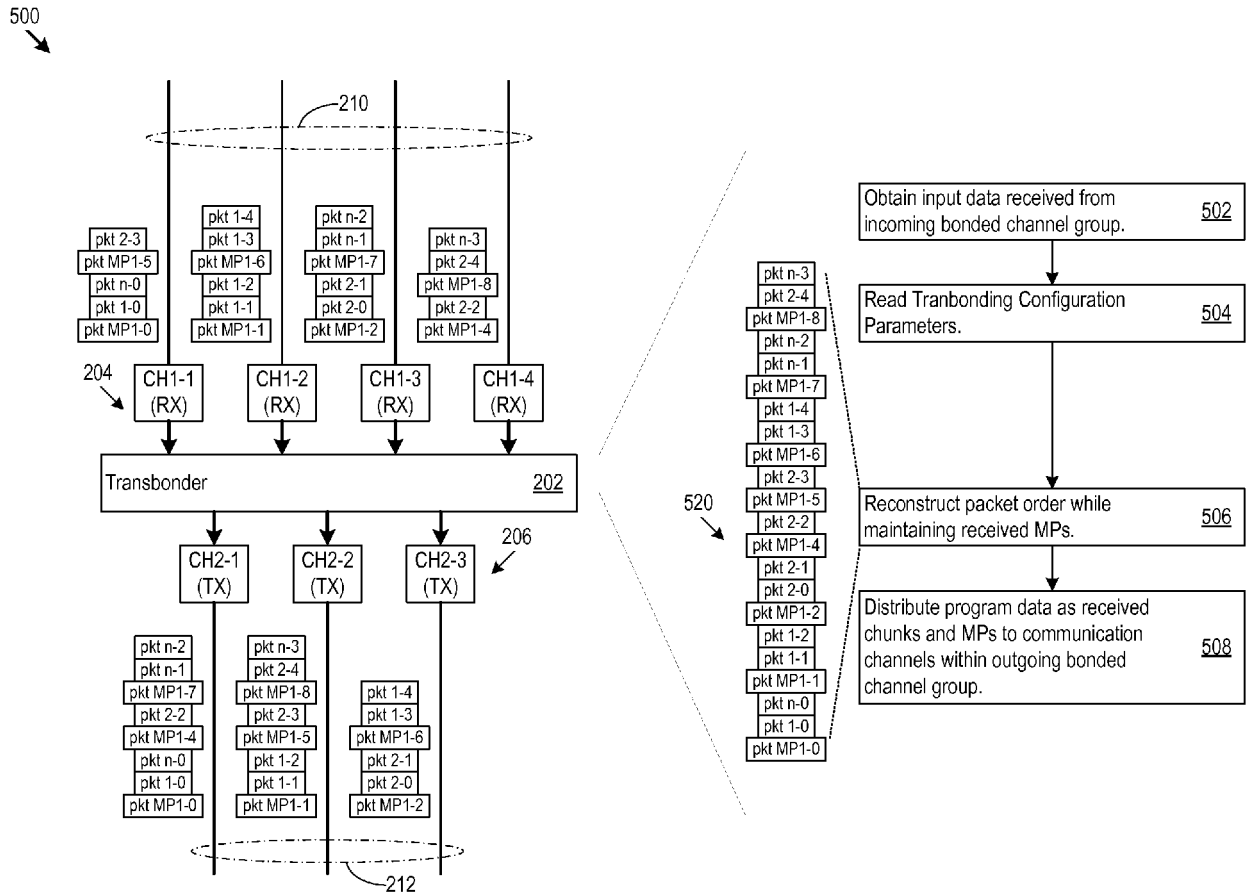 500
210
pkt 2-3
pkt MP1-5
pkt n-0
pkt 1-0
pkt MP1-0
pkt 1-4
pkt 1-3
pkt MP1-6
pkt 1-2
pkt 1-1
pkt MP1-1
pkt n-2
pkt n-1
pkt MP1-7
pkt 2-1
pkt 2-0
pkt MP1-2
pkt n-3
pkt 2-4
pkt MP1-8
pkt 2-2
pkt MP1-4
204
CH1-1
(RX)
CH1-2
(RX)
CH1-3
(RX)
CH1-4
(RX)
Transbonder 202
CH2-1
(TX)
CH2-2
(TX)
CH2-3
(TX)
206
pkt n-2
pkt n-1
pkt MP1-7
pkt 2-2
pkt MP1-4
pkt n-0
pkt 1-0
pkt MP1-0
pkt n-3
pkt 2-4
pkt MP1-8
pkt 2-3
pkt MP1-5
pkt 1-2
pkt 1-1
pkt MP1-1
pkt 1-4
pkt 1-3
pkt MP1-6
pkt 2-1
pkt 2-0
pkt MP1-2
212
520
pkt n-3
pkt 2-4
pkt MP1-8
pkt n-2
pkt n-1
pkt MP1-7
pkt 1-4
pkt 1-3
pkt MP1-6
pkt 2-3
pkt MP1-5
pkt 2-2
pkt MP1-4
pkt 2-1
pkt 2-0
pkt MP1-2
pkt 1-2
pkt 1-1
pkt MP1-1
pkt n-0
pkt 1-0
pkt MP1-0
Obtain input data received from
incoming bonded channel group.
502
Read Tranbonding Configuration
Parameters.
504
Reconstruct packet order while
maintaining received MPs.
506
Distribute program data as received
chunks and MPs to communication
channels within outgoing bonded
channel group.
508